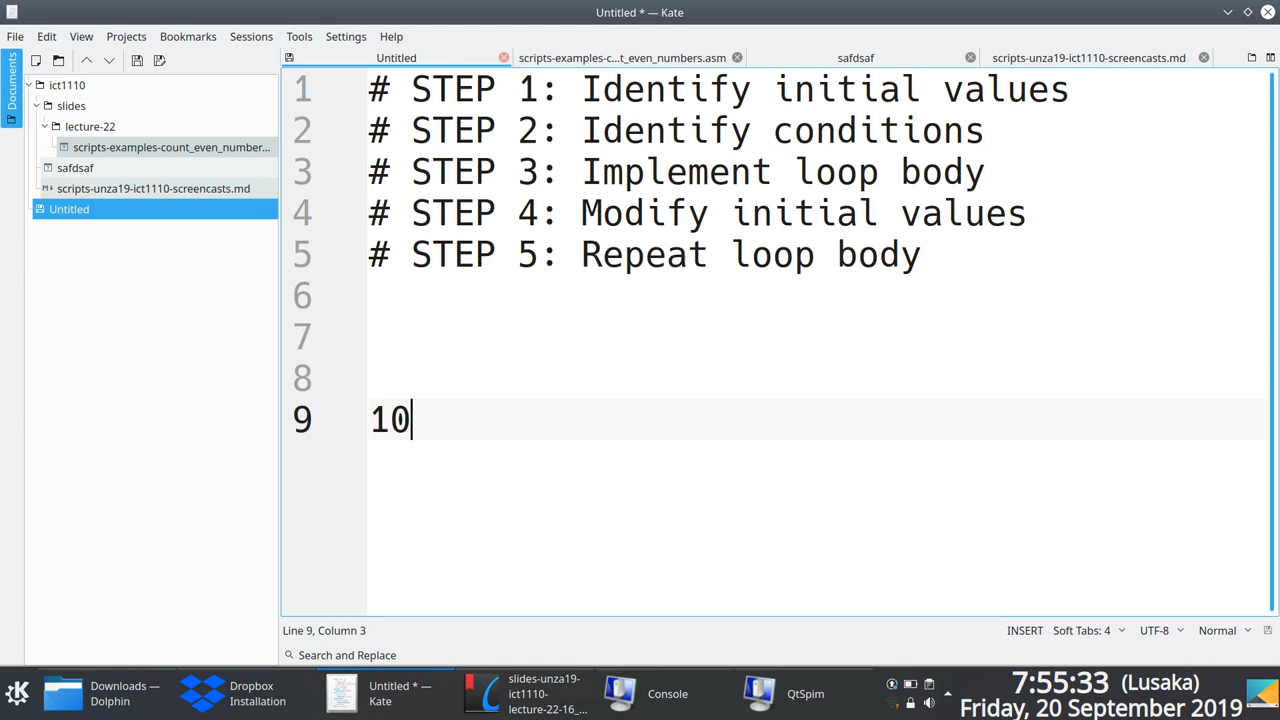 Untitled * — Kate
File Edit View Projects Bookmarks Sessions Tools Settings Help
Documents
Untitled
scripts-examples-c...t_even_numbers.asm
safdsaf
scripts-unza19-ict1110-screencasts.md
ict1110
slides
lecture-22
scripts-examples-count_even_number...
safdsaf
scripts-unza19-ict1110-screencasts.md
Untitled
1 # STEP 1: Identify initial values
2 # STEP 2: Identify conditions
3 # STEP 3: Implement loop body
4 # STEP 4: Modify initial values
5 # STEP 5: Repeat loop body
6
7
8
9 10
Line 9, Column 3
INSERT Soft Tabs: 4 UTF-8 Normal
Search and Replace
Downloads — Dolphin
Dropbox Installation
Untitled * — Kate
slides-unza19-ict1110-lecture-22-16_...
Console
QtSpim
7:55:33 (Lusaka)
Friday, 20 September 2019